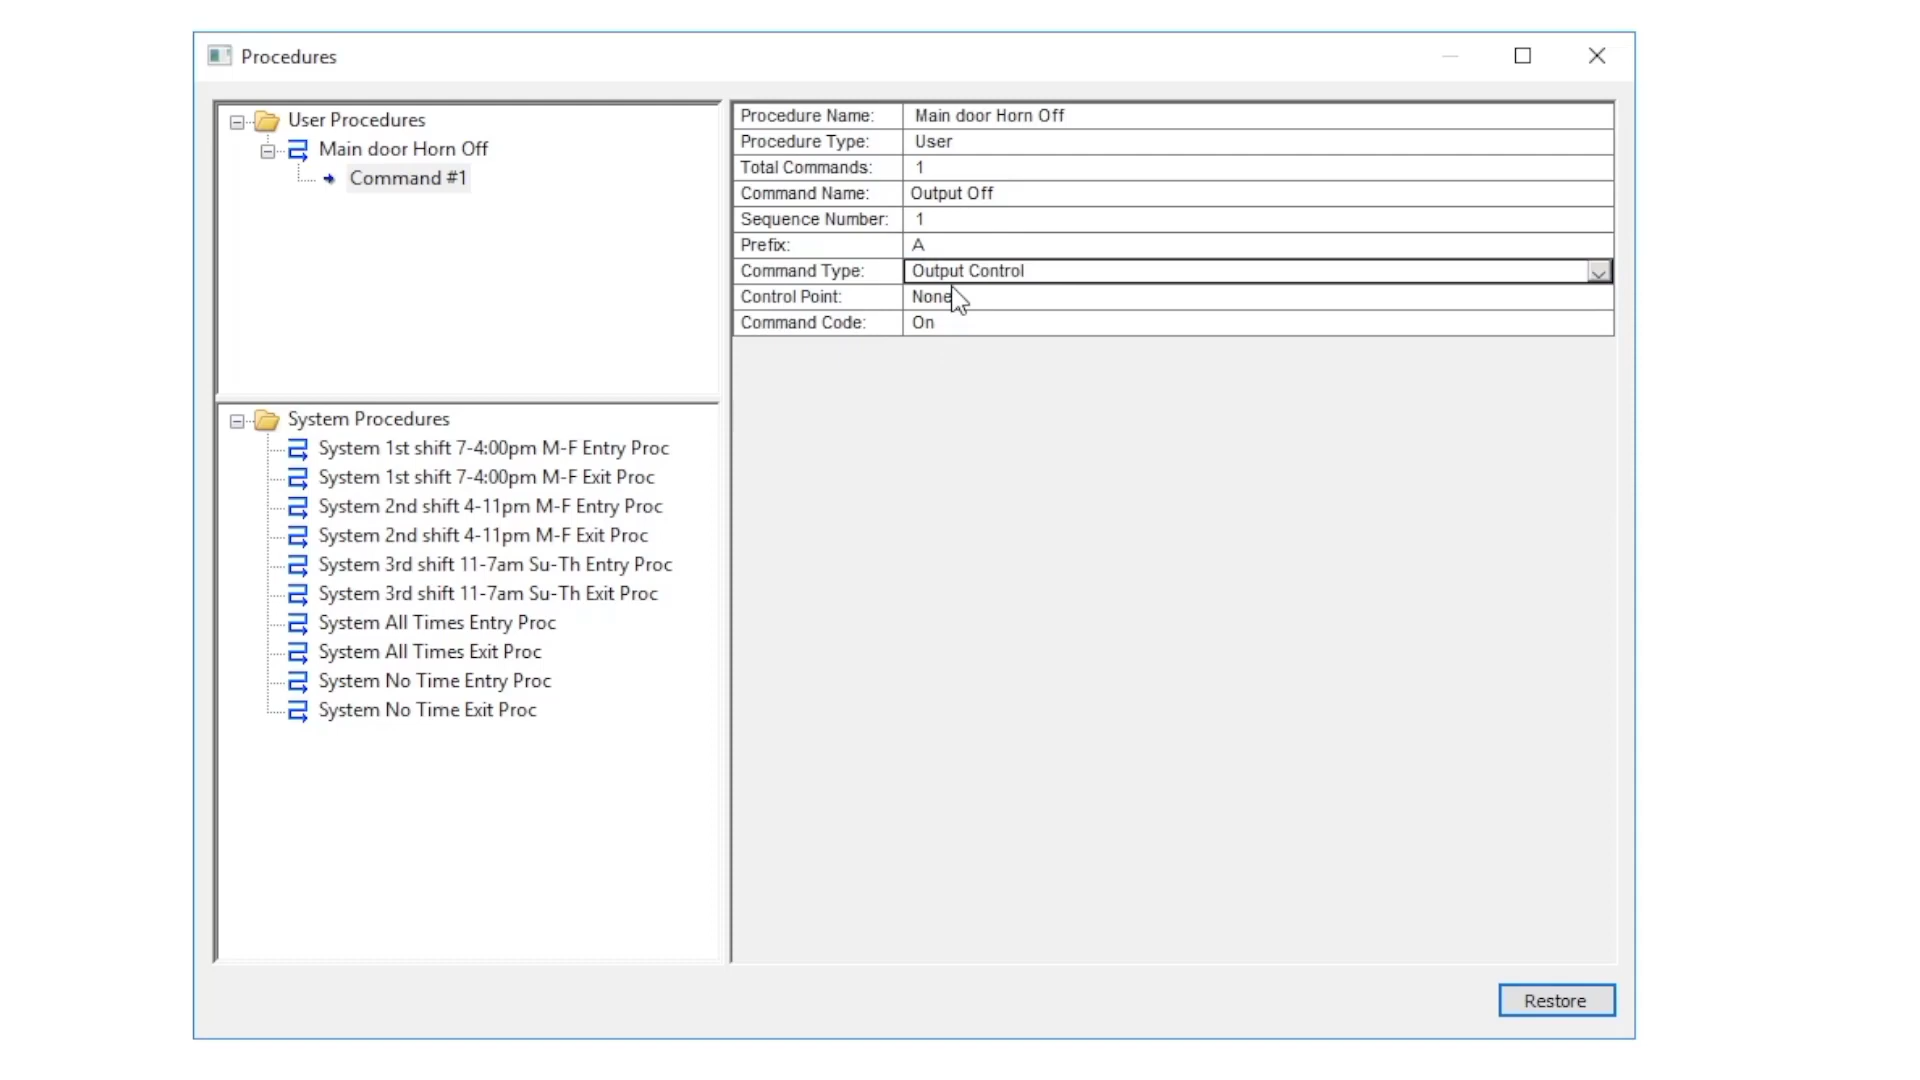 Procedures
User Procedures
Main door Horn Off
Command #1
System Procedures
System 1st shift 7-4:00pm M-F Entry Proc
System 1st shift 7-4:00pm M-F Exit Proc
System 2nd shift 4-11pm M-F Entry Proc
System 2nd shift 4-11pm M-F Exit Proc
System 3rd shift 11-7am Su-Th Entry Proc
System 3rd shift 11-7am Su-Th Exit Proc
System All Times Entry Proc
System All Times Exit Proc
System No Time Entry Proc
System No Time Exit Proc
Procedure Name: Main door Horn Off
Procedure Type: User
Total Commands: 1
Command Name: Output Off
Sequence Number: 1
Prefix: A
Command Type: Output Control
Control Point: None
Command Code: On
Restore